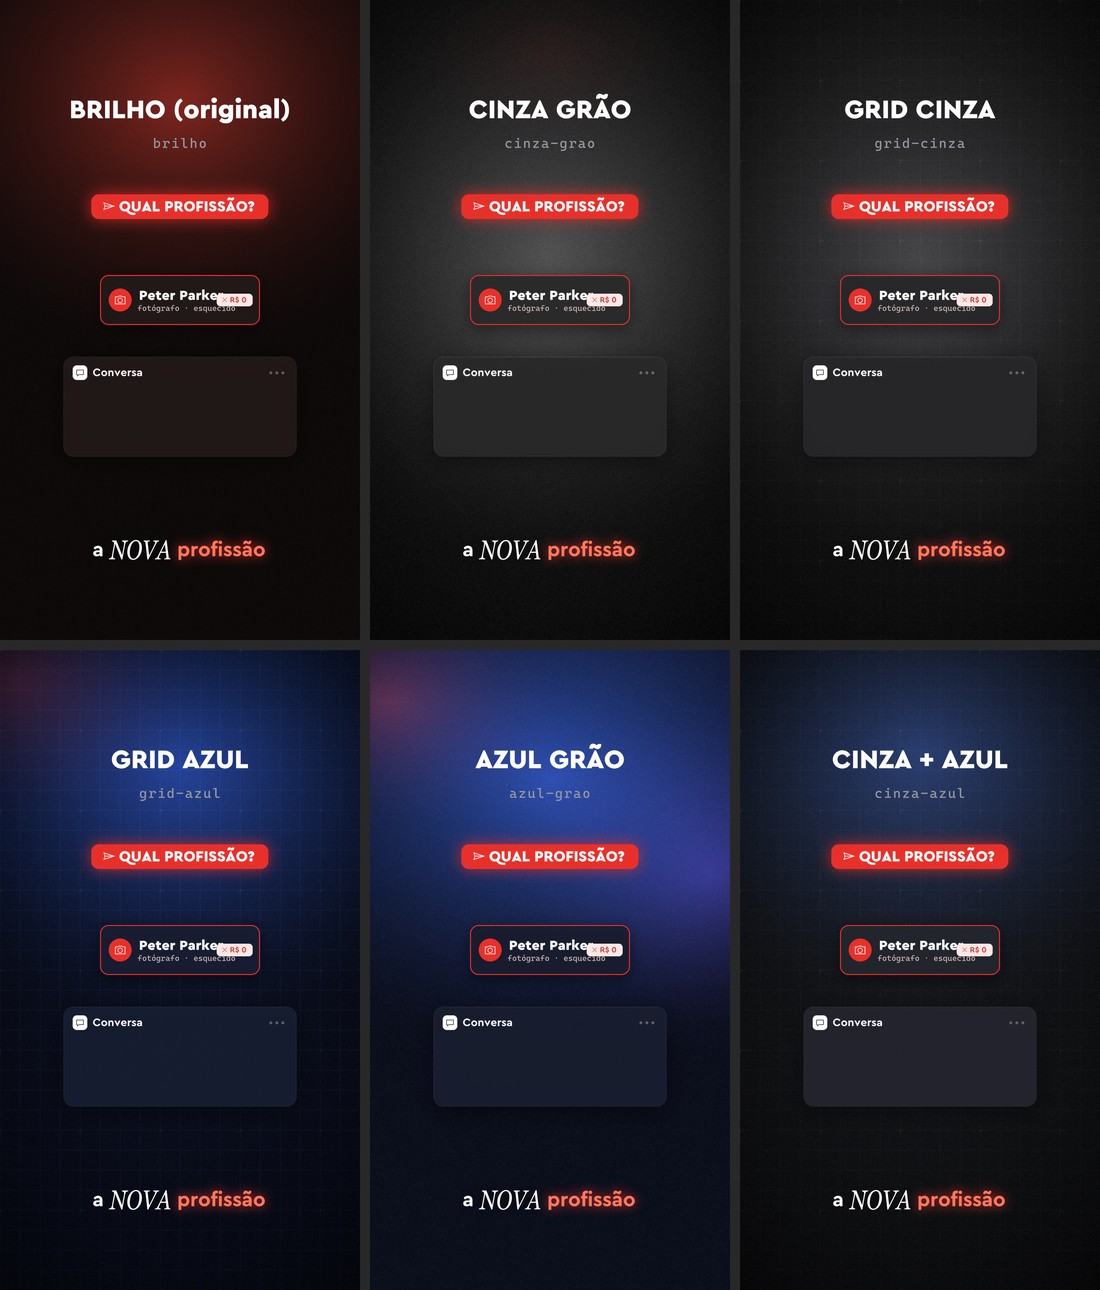 BRILHO (original)
brilho
QUAL PROFISSÃO?
Peter Parker
× R$ 0
fotógrafo · esquecido
Conversa
a NOVA profissão
CINZA GRÃO
cinza-grao
QUAL PROFISSÃO?
Peter Parker
× R$ 0
fotógrafo · esquecido
Conversa
a NOVA profissão
GRID CINZA
grid-cinza
QUAL PROFISSÃO?
Peter Parker
× R$ 0
fotógrafo · esquecido
Conversa
a NOVA profissão
GRID AZUL
grid-azul
QUAL PROFISSÃO?
Peter Parker
× R$ 0
fotógrafo · esquecido
Conversa
a NOVA profissão
AZUL GRÃO
azul-grao
QUAL PROFISSÃO?
Peter Parker
× R$ 0
fotógrafo · esquecido
Conversa
a NOVA profissão
CINZA + AZUL
cinza-azul
QUAL PROFISSÃO?
Peter Parker
× R$ 0
fotógrafo · esquecido
Conversa
a NOVA profissão